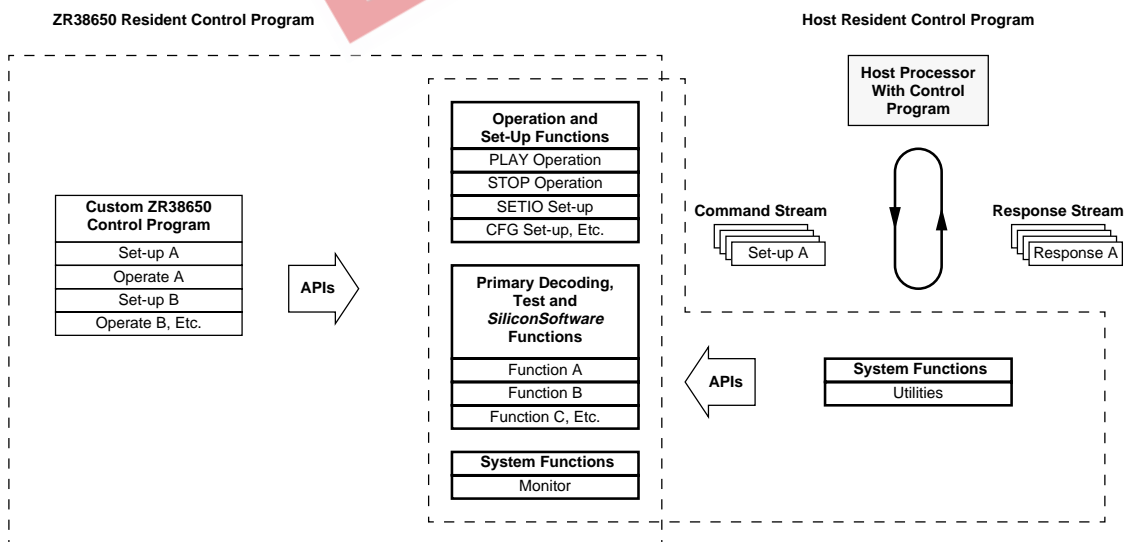 ZR38650 Resident Control Program
Host Resident Control Program
Custom ZR38650
Control Program
Set-up A
Operate A
Set-up B
Operate B, Etc.
APIs
Operation and
Set-Up Functions
PLAY Operation
STOP Operation
SETIO Set-up
CFG Set-up, Etc.
Primary Decoding,
Test and
SiliconSoftware
Functions
Function A
Function B
Function C, Etc.
System Functions
Monitor
Host Processor
With Control
Program
Command Stream
Set-up A
Response Stream
Response A
APIs
System Functions
Utilities